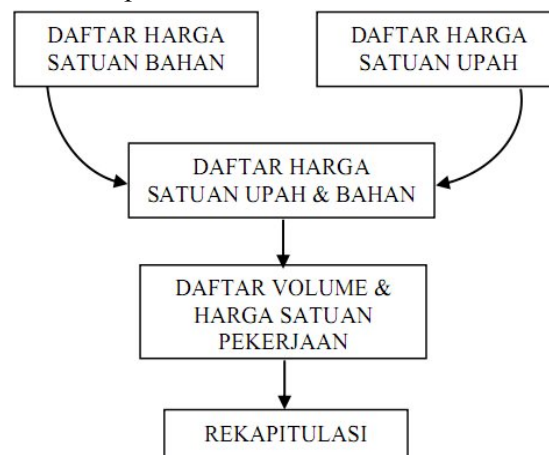 DAFTAR HARGA
SATUAN BAHAN
DAFTAR HARGA
SATUAN UPAH
DAFTAR HARGA
SATUAN UPAH & BAHAN
DAFTAR VOLUME &
HARGA SATUAN
PEKERJAAN
REKAPITULASI